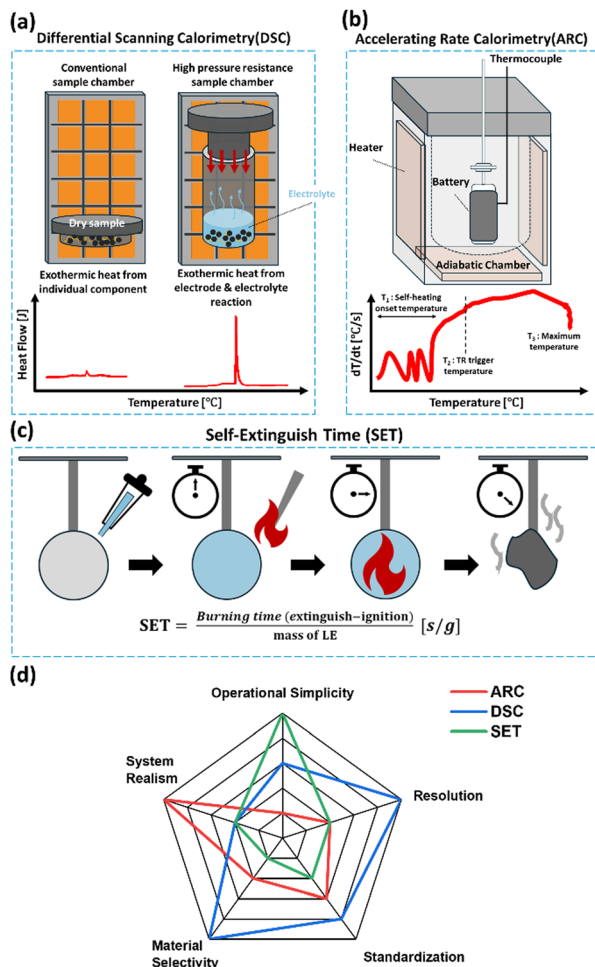 (a)
Differential Scanning Calorimetry(DSC)
Conventional
sample chamber
High pressure resistance
sample chamber
Dry sample
Electrolyte
Exothermic heat from
individual component
Exothermic heat from
electrode & electrolyte
reaction
Heat Flow [J]
Temperature [°C]
(b)
Accelerating Rate Calorimetry(ARC)
Thermocouple
Heater
Battery
Adiabatic Chamber
T₁ : Self-heating
onset temperature
T₂ : TR trigger
temperature
T₃ : Maximum
temperature
dT/dt [°C/s]
Temperature [°C]
(c)
Self-Extinguish Time (SET)
SET = Burning time (extinguish−ignition) / mass of LE [s/g]
(d)
Operational Simplicity
ARC
DSC
SET
System
Realism
Resolution
Material
Selectivity
Standardization